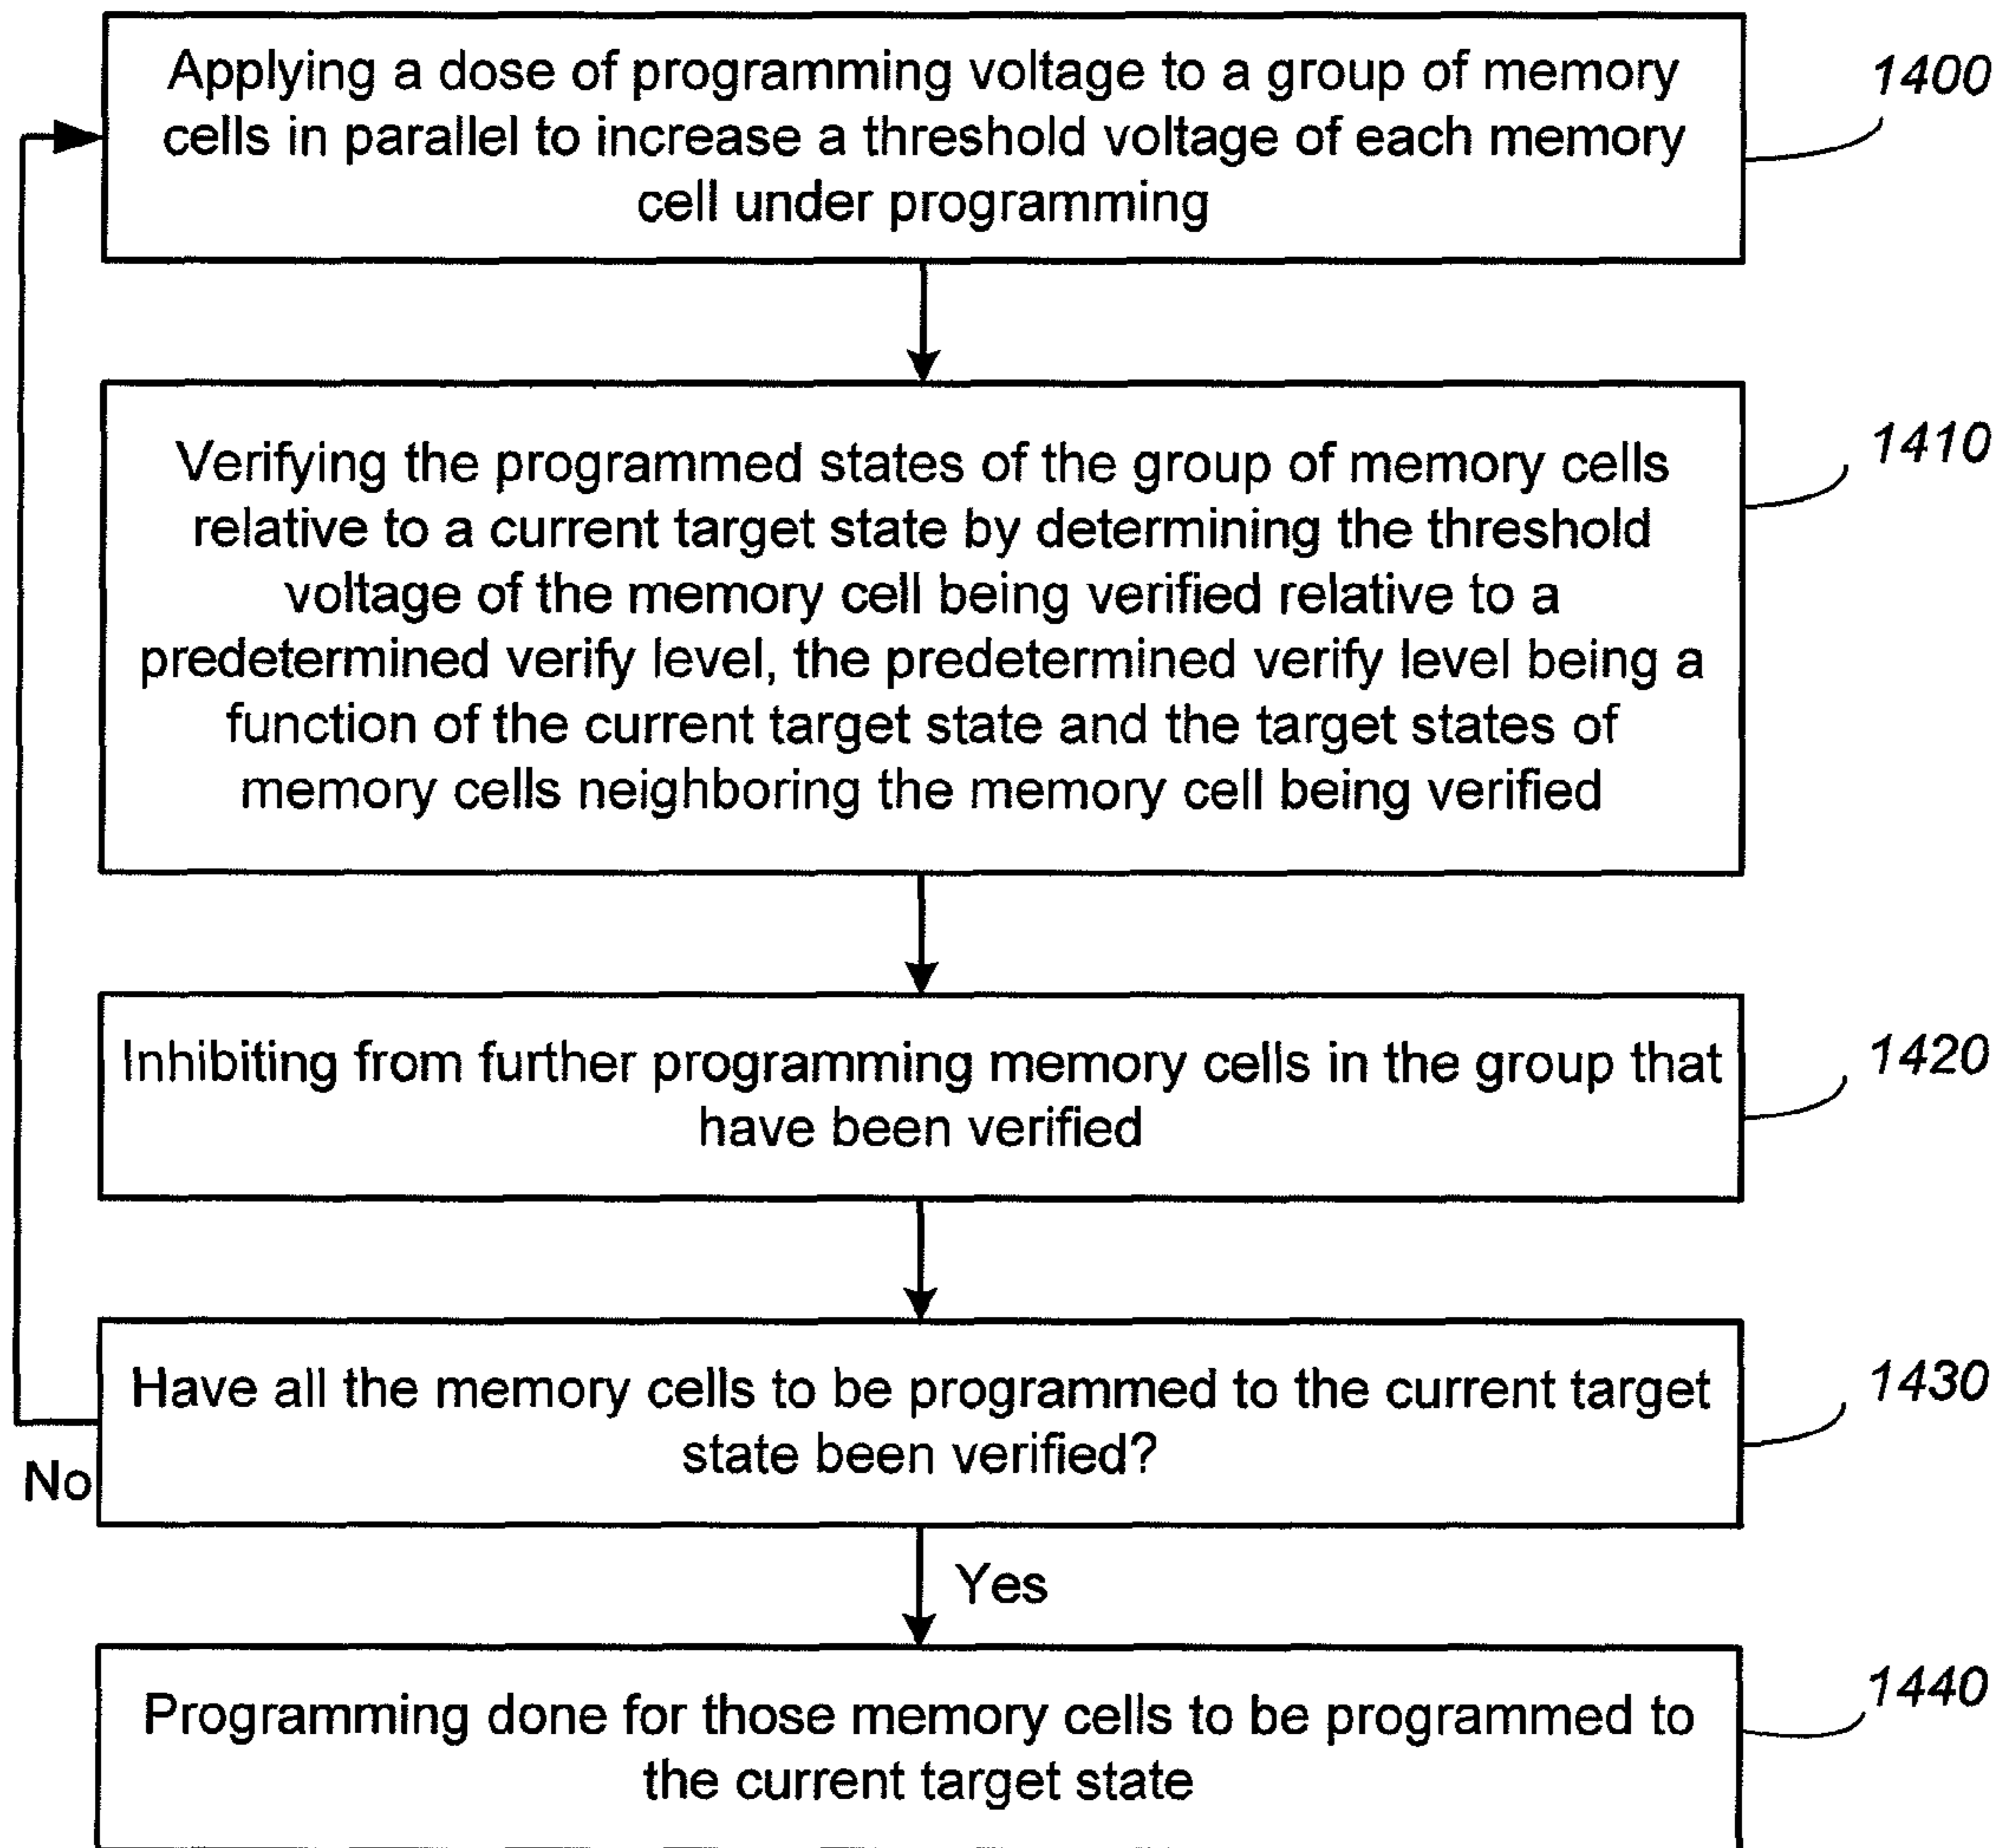 Applying a dose of programming voltage to a group of memory
cells in parallel to increase a threshold voltage of each memory
cell under programming
1400
Verifying the programmed states of the group of memory cells
relative to a current target state by determining the threshold
voltage of the memory cell being verified relative to a
predetermined verify level, the predetermined verify level being a
function of the current target state and the target states of
memory cells neighboring the memory cell being verified
1410
Inhibiting from further programming memory cells in the group that
have been verified
1420
Have all the memory cells to be programmed to the current target
state been verified?
1430
No
Yes
Programming done for those memory cells to be programmed to
the current target state
1440